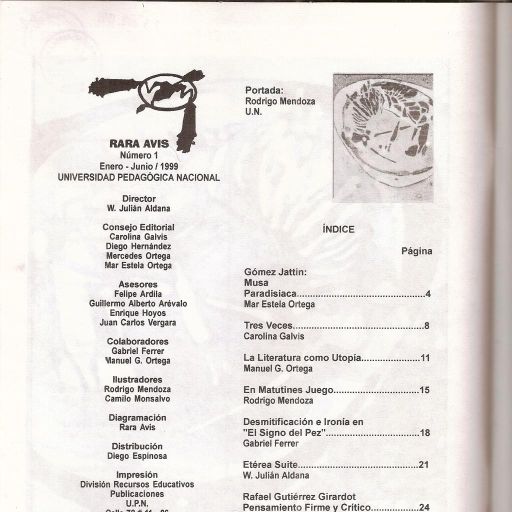 RARA AVIS
Número 1
Enero - Junio / 1999
UNIVERSIDAD PEDAGÓGICA NACIONAL
Director
W. Julián Aldana
Consejo Editorial
Carolina Galvis
Diego Hernández
Mercedes Ortega
Mar Estela Ortega
Asesores
Felipe Ardila
Guillermo Alberto Arévalo
Enrique Hoyos
Juan Carlos Vergara
Colaboradores
Gabriel Ferrer
Manuel G. Ortega
Ilustradores
Rodrigo Mendoza
Camilo Monsalvo
Diagramación
Rara Avis
Distribución
Diego Espinosa
Impresión
División Recursos Educativos
Publicaciones
U.P.N.
Portada:
Rodrigo Mendoza
U.N.
ÍNDICE
Página
Gómez Jattin:
Musa
Paradisiaca...............................................4
Mar Estela Ortega
Tres Veces................................................8
Carolina Galvis
La Literatura como Utopía.....................11
Manuel G. Ortega
En Matutines Juego...............................15
Rodrigo Mendoza
Desmitificación e Ironía en
"El Signo del Pez"..................................18
Gabriel Ferrer
Etérea Suite............................................21
W. Julián Aldana
Rafael Gutiérrez Girardot
Pensamiento Firme y Crítico..................24